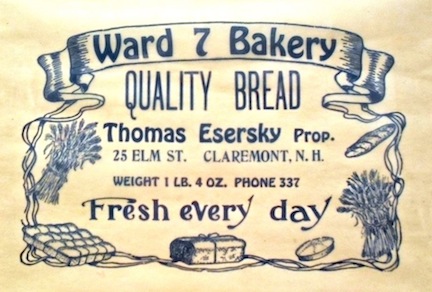 Ward 7 Bakery
QUALITY BREAD
Thomas Esersky Prop.
25 ELM ST. CLAREMONT, N.H.
WEIGHT 1 LB. 4 OZ. PHONE 337
Fresh every day